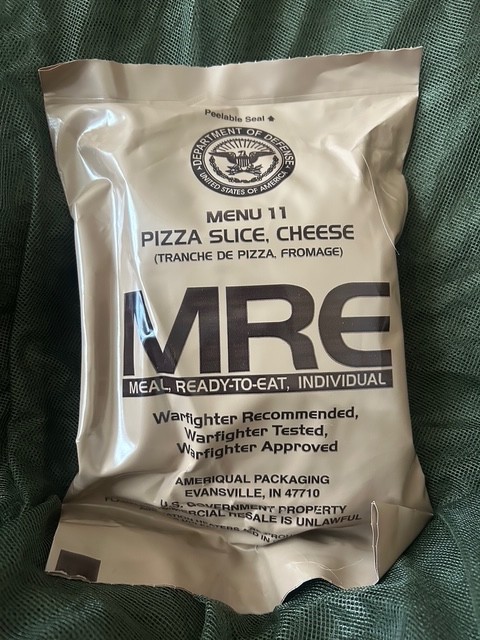 Peelable Seal
DEPARTMENT OF DEFENSE
UNITED STATES OF AMERICA
MENU 11
PIZZA SLICE, CHEESE
(TRANCHE DE PIZZA, FROMAGE)
MRE
MEAL, READY-TO-EAT, INDIVIDUAL
Warfighter Recommended,
Warfighter Tested,
Warfighter Approved
AMERIQUAL PACKAGING
EVANSVILLE, IN 47710
U.S. GOVERNMENT PROPERTY
COMMERCIAL RESALE IS UNLAWFUL